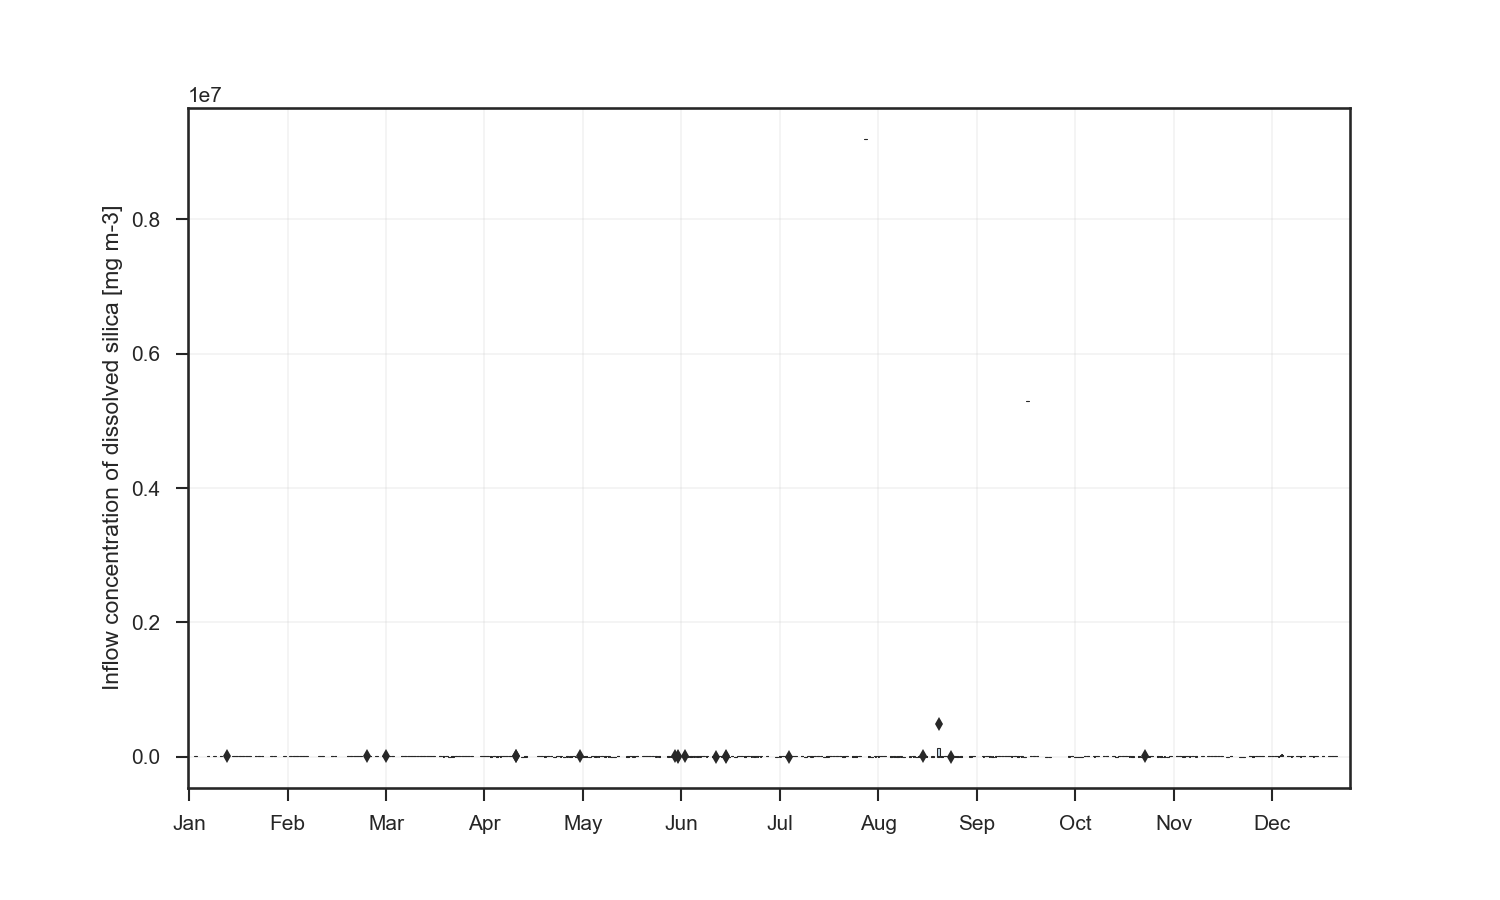 1e7
Inflow concentration of dissolved silica [mg m-3]
0.8
0.6
0.4
0.2
0.0
Jan Feb Mar Apr May Jun Jul Aug Sep Oct Nov Dec